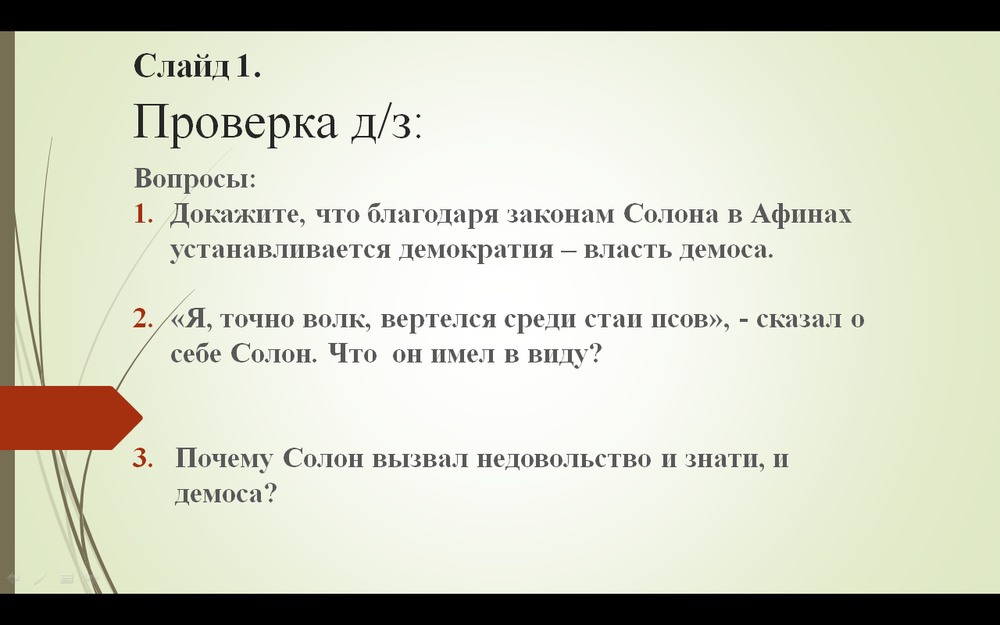 Слайд 1.
Проверка д/з:
Вопросы:
1. Докажите, что благодаря законам Солона в Афинах
устанавливается демократия – власть демоса.
2. «Я, точно волк, вертелся среди стаи псов», - сказал о
себе Солон. Что он имел в виду?
3. Почему Солон вызвал недовольство и знати, и
демоса?